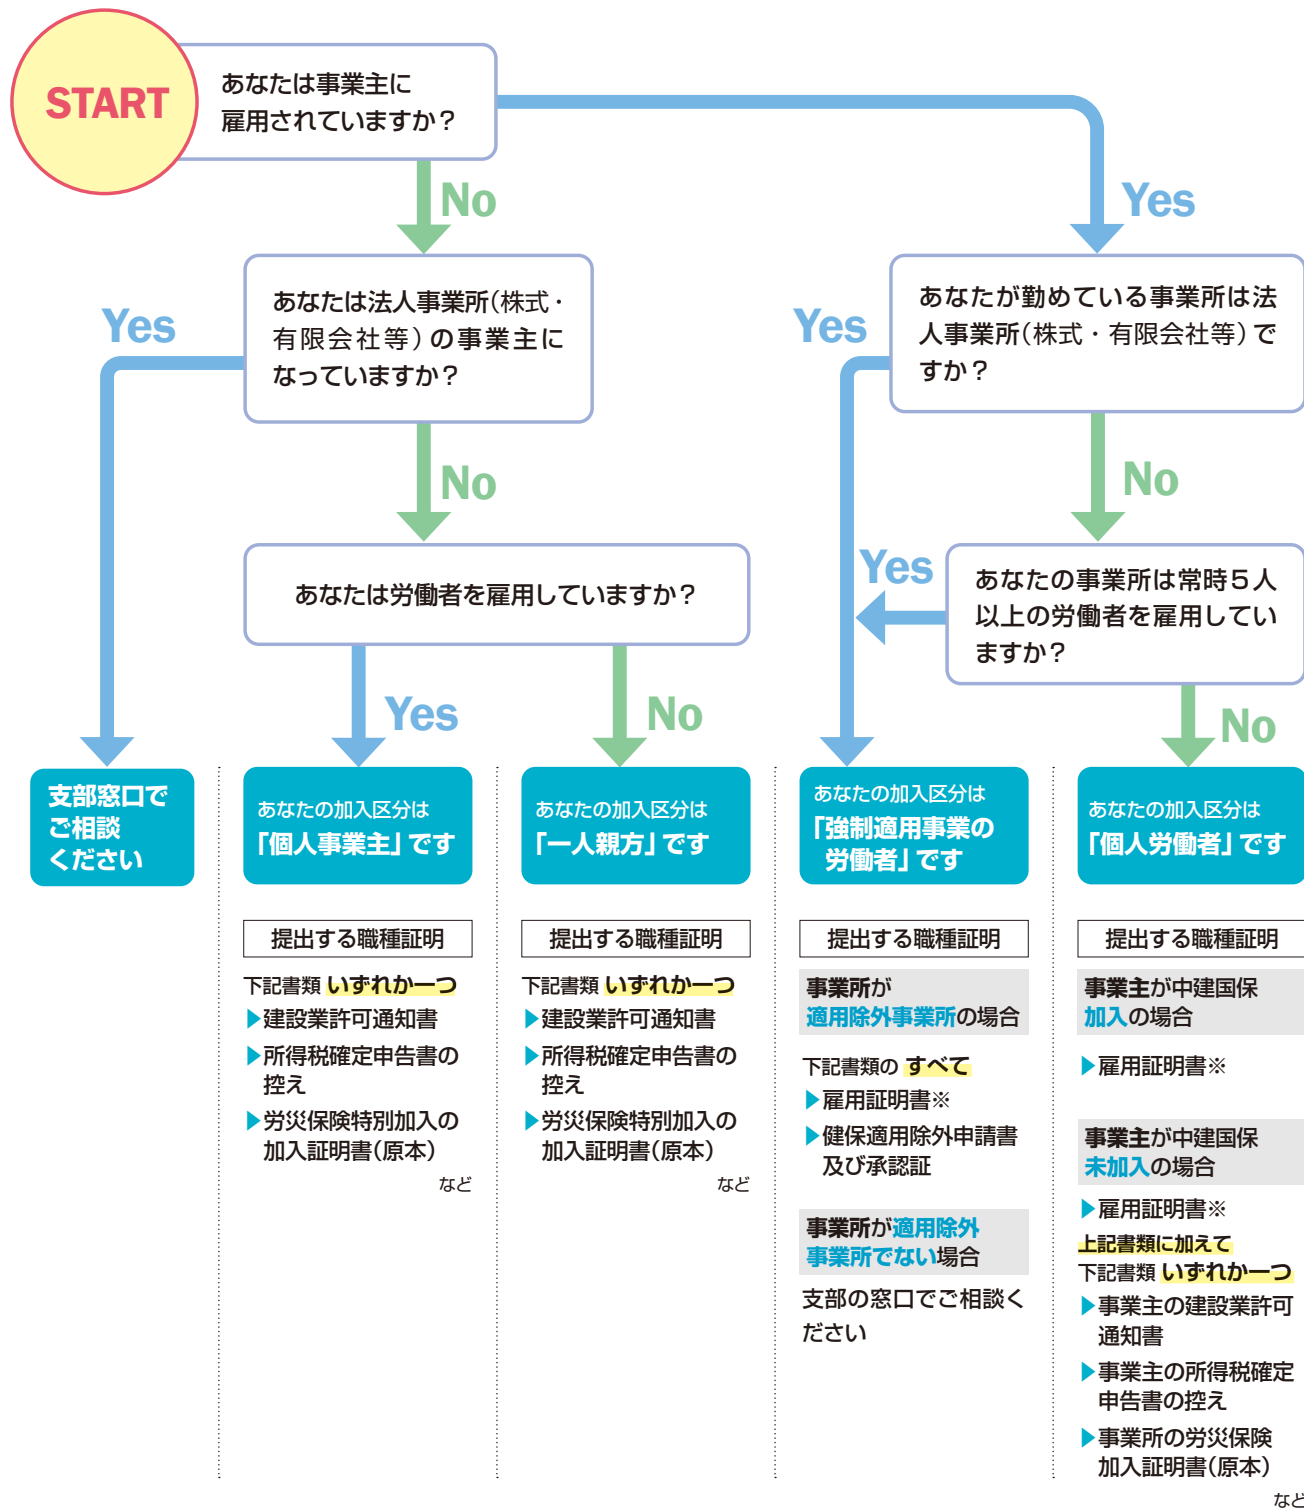 START
あなたは事業主に
雇用されていますか？
No
Yes
あなたは法人事業所(株式・
有限会社等)の事業主に
なっていますか？
Yes
No
あなたが勤めている事業所は法
人事業所(株式・有限会社等)で
すか？
Yes
No
あなたは労働者を雇用していますか？
Yes
No
あなたの事業所は常時５人
以上の労働者を雇用してい
ますか？
Yes
No
支部窓口で
ご相談
ください
あなたの加入区分は
「個人事業主」です
提出する職種証明
下記書類 いずれか一つ
▶建設業許可通知書
▶所得税確定申告書の
控え
▶労災保険特別加入の
加入証明書(原本)
など
あなたの加入区分は
「一人親方」です
提出する職種証明
下記書類 いずれか一つ
▶建設業許可通知書
▶所得税確定申告書の
控え
▶労災保険特別加入の
加入証明書(原本)
など
あなたの加入区分は
「強制適用事業の
労働者」です
提出する職種証明
事業所が
適用除外事業所の場合
下記書類の すべて
▶雇用証明書※
▶健保適用除外申請書
及び承認証
事業所が適用除外
事業所でない場合
支部の窓口でご相談く
ださい
あなたの加入区分は
「個人労働者」です
提出する職種証明
事業主が中建国保
加入の場合
▶雇用証明書※
事業主が中建国保
未加入の場合
▶雇用証明書※
上記書類に加えて
下記書類 いずれか一つ
▶事業主の建設業許可
通知書
▶事業主の所得税確定
申告書の控え
▶事業所の労災保険
加入証明書(原本)
など